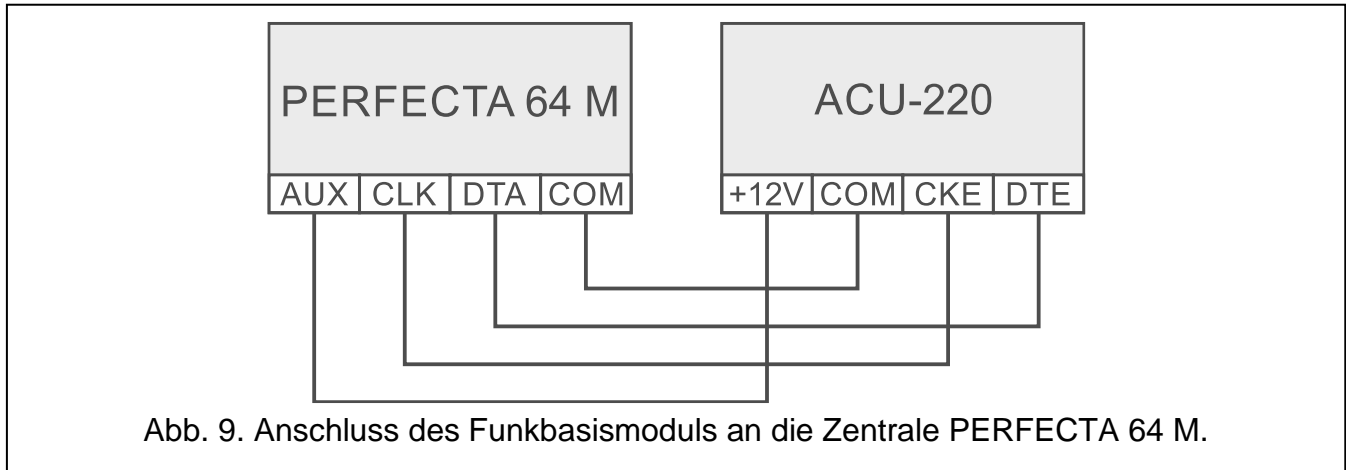 PERFECTA 64 M
ACU-220
AUX CLK DTA COM
+12V COM CKE DTE
Abb. 9. Anschluss des Funkbasismoduls an die Zentrale PERFECTA 64 M.